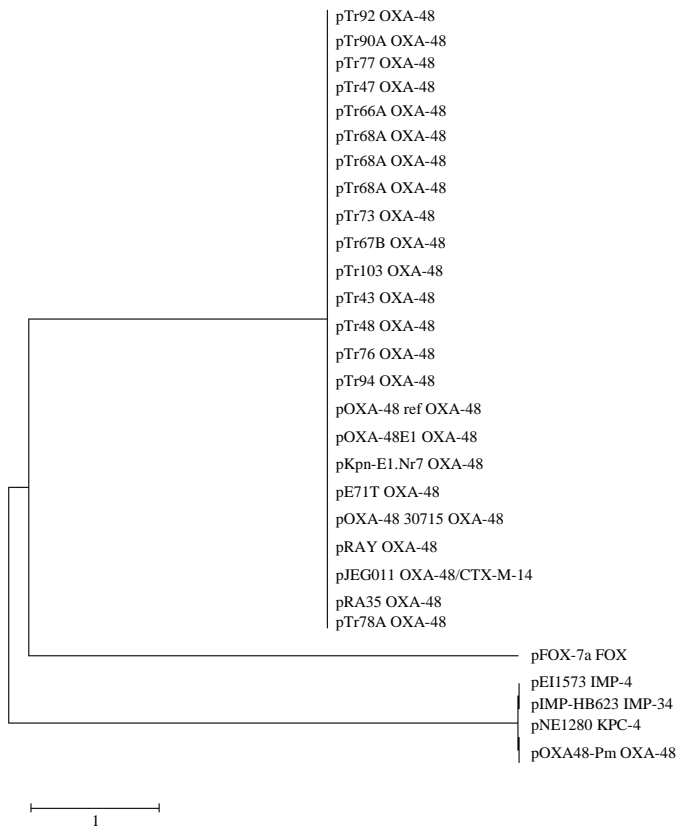 pTr92 OXA-48
pTr90A OXA-48
pTr77 OXA-48
pTr47 OXA-48
pTr66A OXA-48
pTr68A OXA-48
pTr68A OXA-48
pTr68A OXA-48
pTr73 OXA-48
pTr67B OXA-48
pTr103 OXA-48
pTr43 OXA-48
pTr48 OXA-48
pTr76 OXA-48
pTr94 OXA-48
pOXA-48 ref OXA-48
pOXA-48E1 OXA-48
pKpn-E1.Nr7 OXA-48
pE71T OXA-48
pOXA-48 30715 OXA-48
pRAY OXA-48
pJEG011 OXA-48/CTX-M-14
pRA35 OXA-48
pTr78A OXA-48
pFOX-7a FOX
pEI1573 IMP-4
pIMP-HB623 IMP-34
pNE1280 KPC-4
pOXA48-Pm OXA-48
1